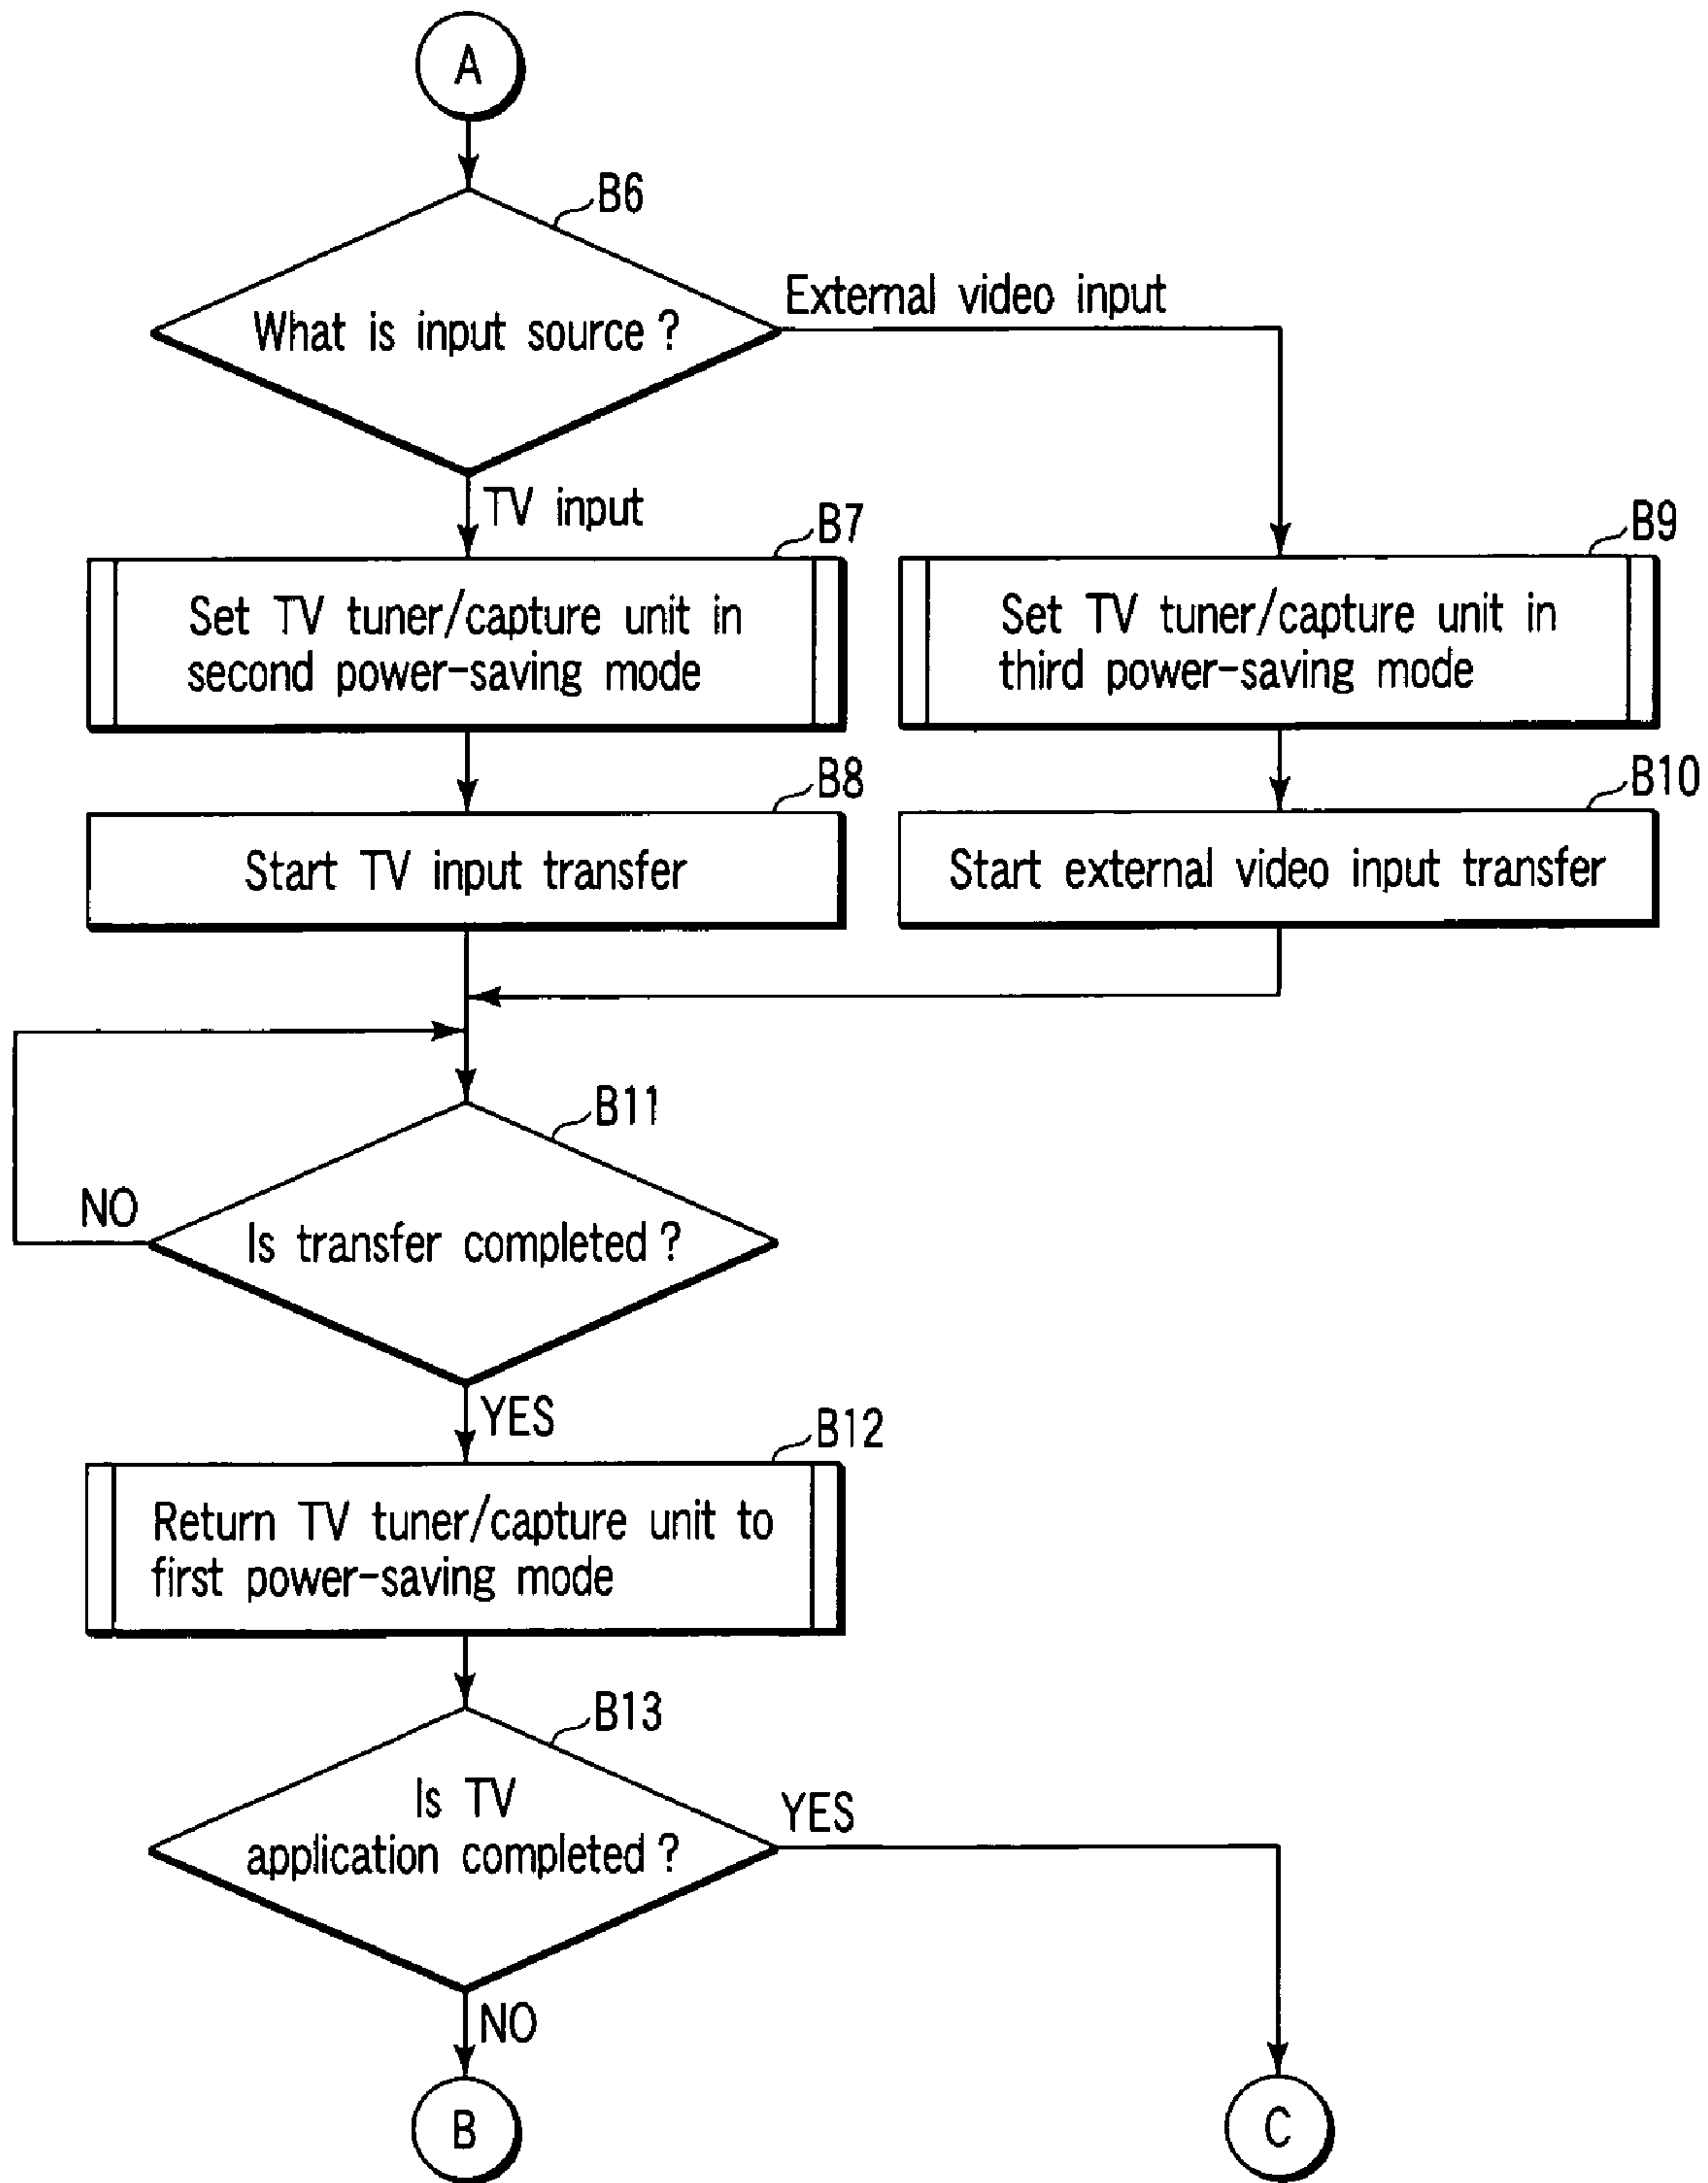 A
B6
What is input source ?
External video input
TV input
B7
Set TV tuner/capture unit in
second power-saving mode
B9
Set TV tuner/capture unit in
third power-saving mode
B8
Start TV input transfer
B10
Start external video input transfer
B11
NO
Is transfer completed ?
YES
B12
Return TV tuner/capture unit to
first power-saving mode
B13
Is TV
application completed ?
YES
NO
B
C